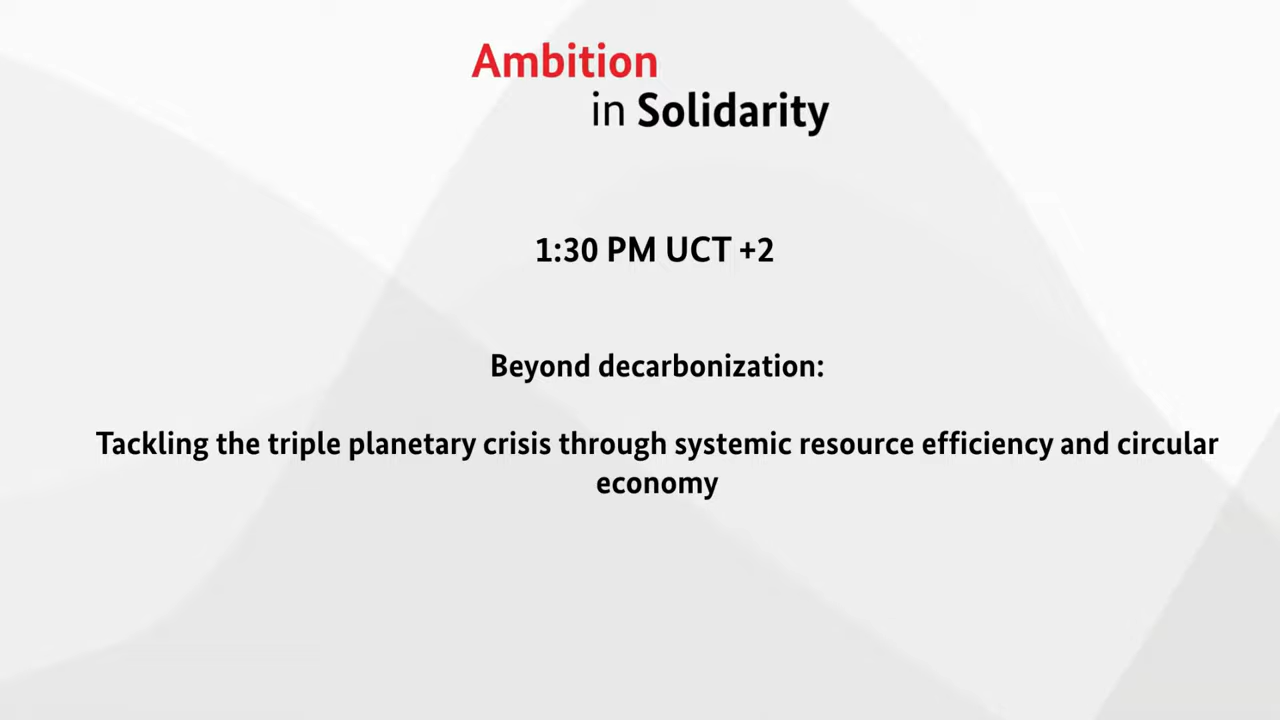 Ambition
in Solidarity
1:30 PM UCT +2
Beyond decarbonization:
Tackling the triple planetary crisis through systemic resource efficiency and circular
economy